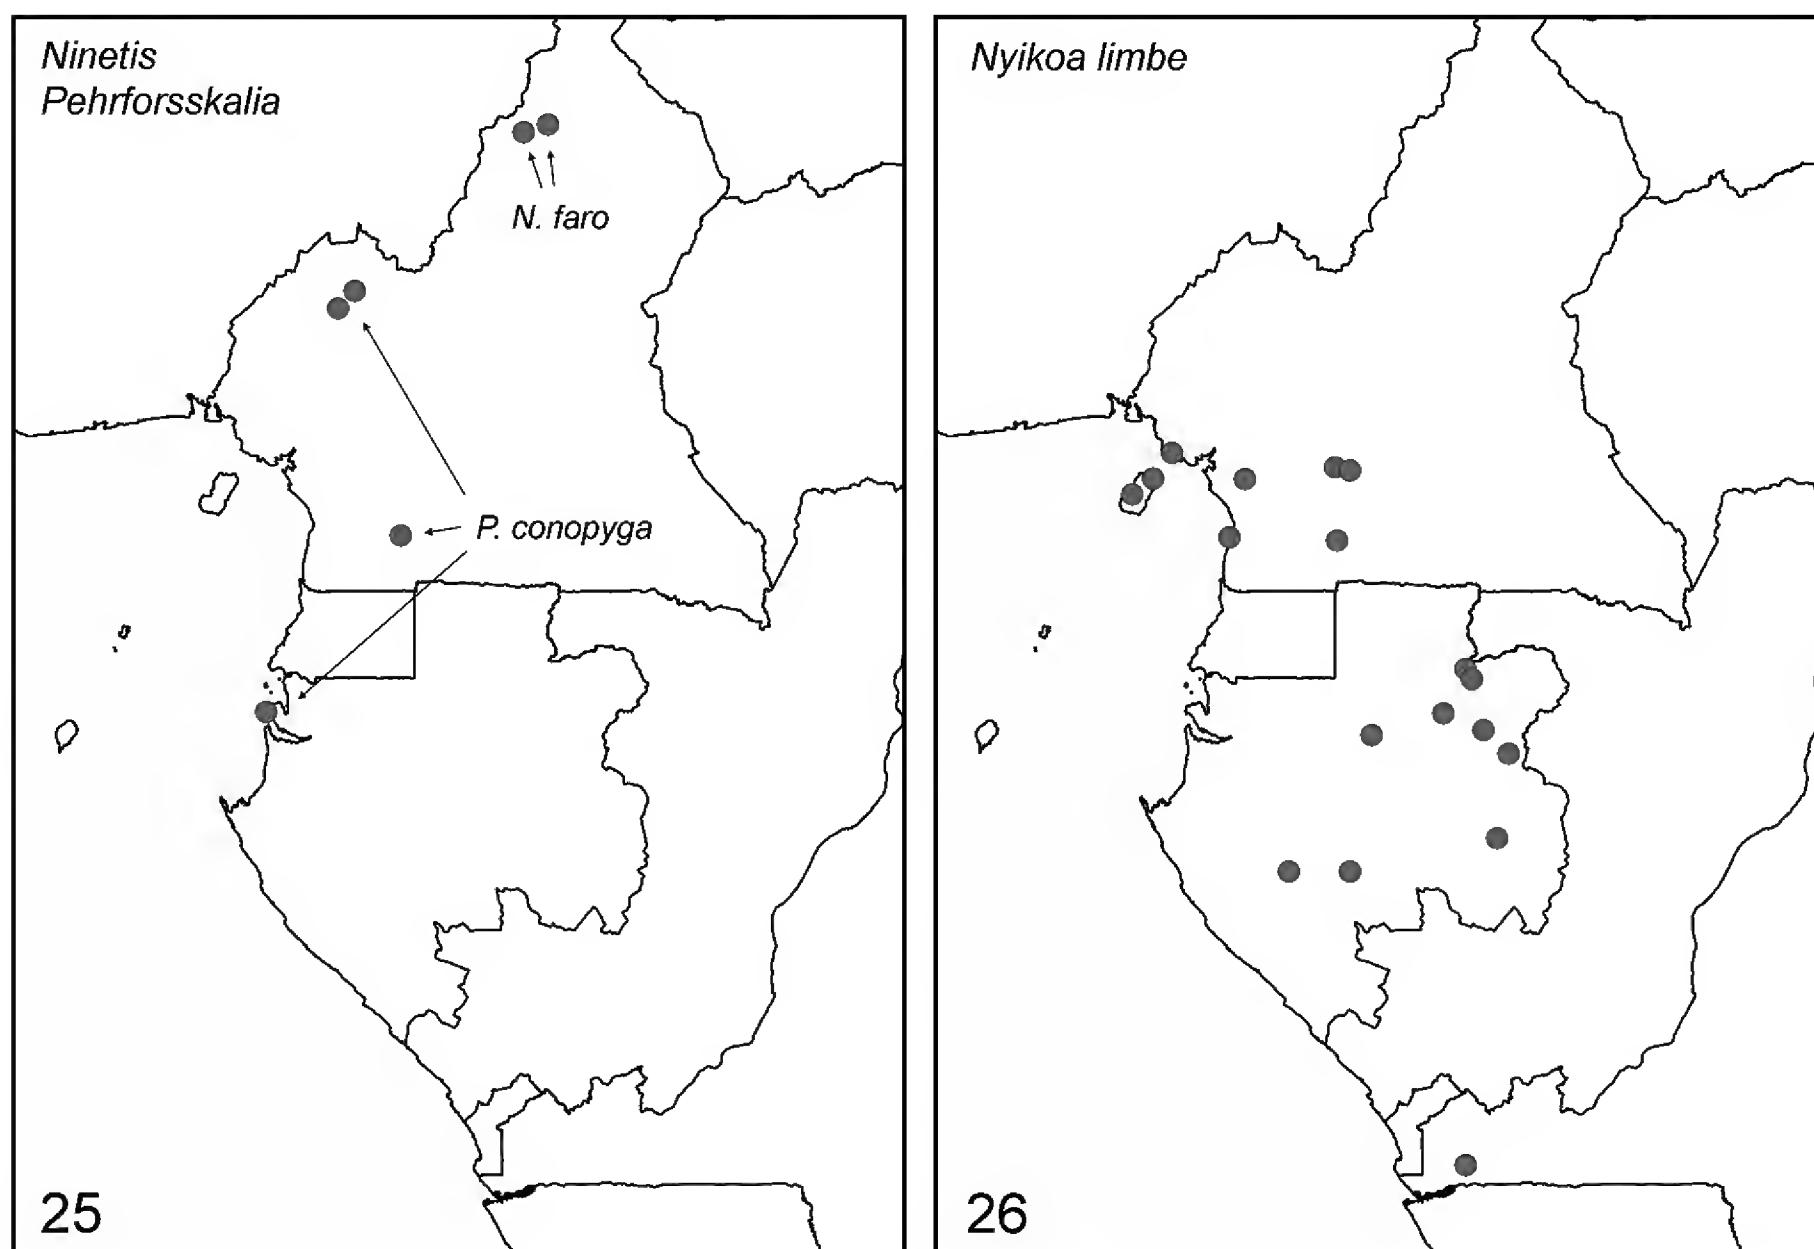 Ninetis
Pehrforsskalia
N. faro
P. conopyga
25
Nyikoa limbe
26